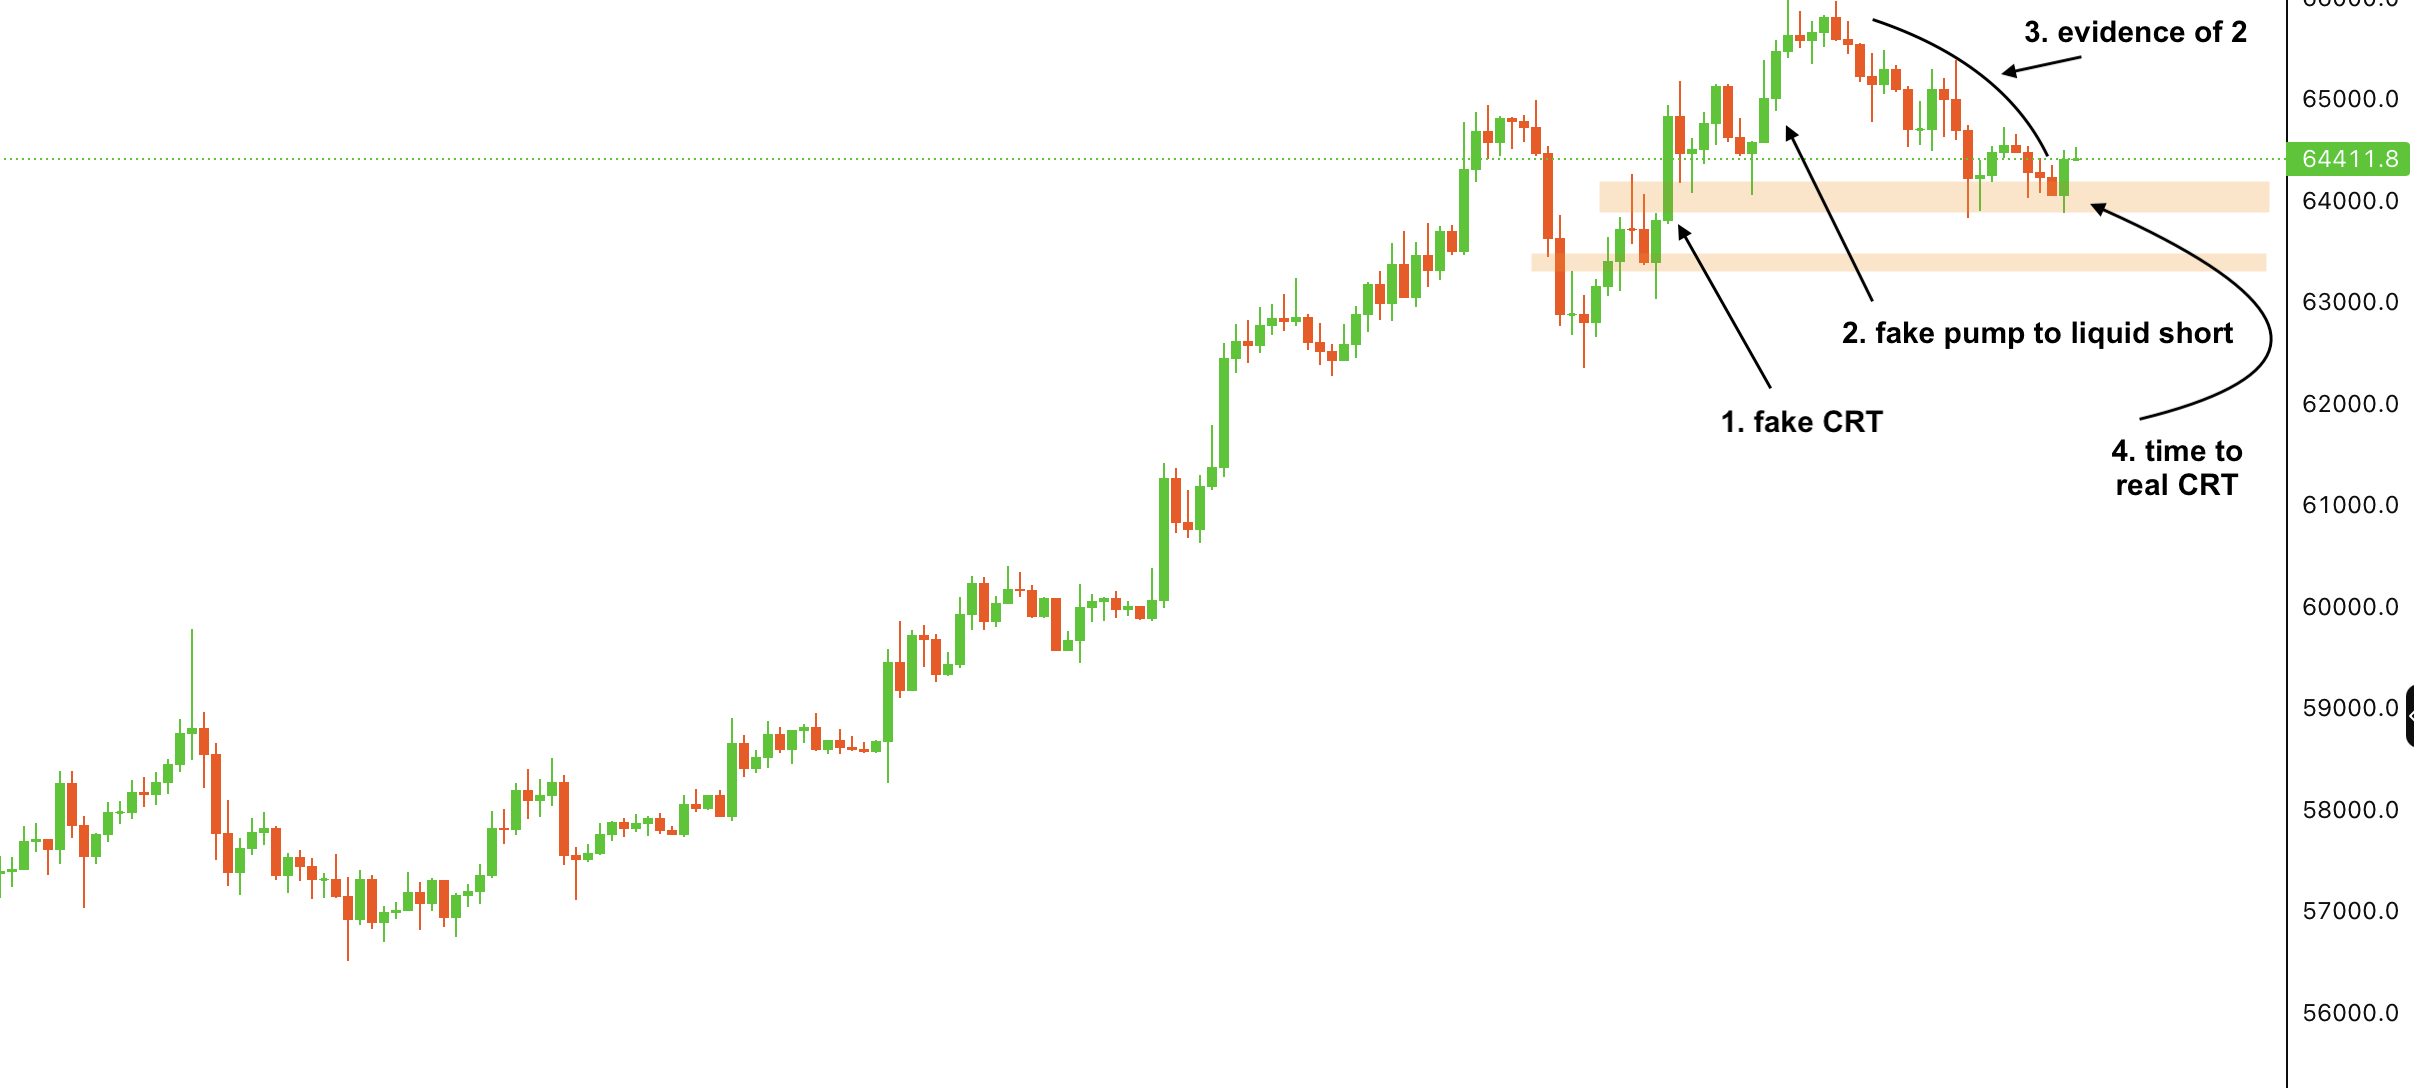 3. evidence of 2
65000.0
64411.8
64000.0
63000.0
2. fake pump to liquid short
62000.0
1. fake CRT
4. time to
real CRT
61000.0
60000.0
59000.0
58000.0
57000.0
56000.0